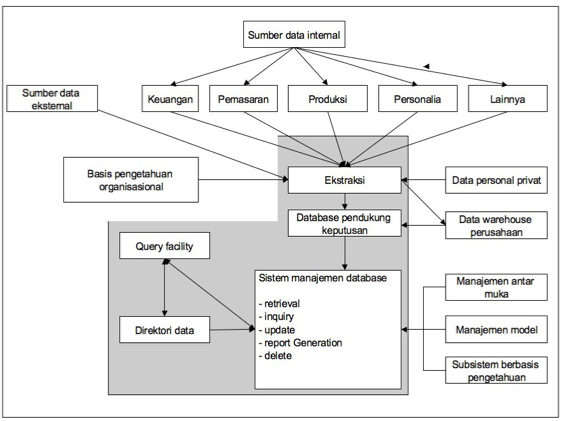 Sumber data internal
Sumber data
eksternal
Keuangan
Pemasaran
Produksi
Personalia
Lainnya
Basis pengetahuan
organisasional
Ekstraksi
Data personal privat
Database pendukung
keputusan
Data warehouse
perusahaan
Query facility
Sistem manajemen database
- retrieval
- inquiry
- update
- report Generation
- delete
Direktori data
Manajemen antar
muka
Manajemen model
Subsistem berbasis
pengetahuan